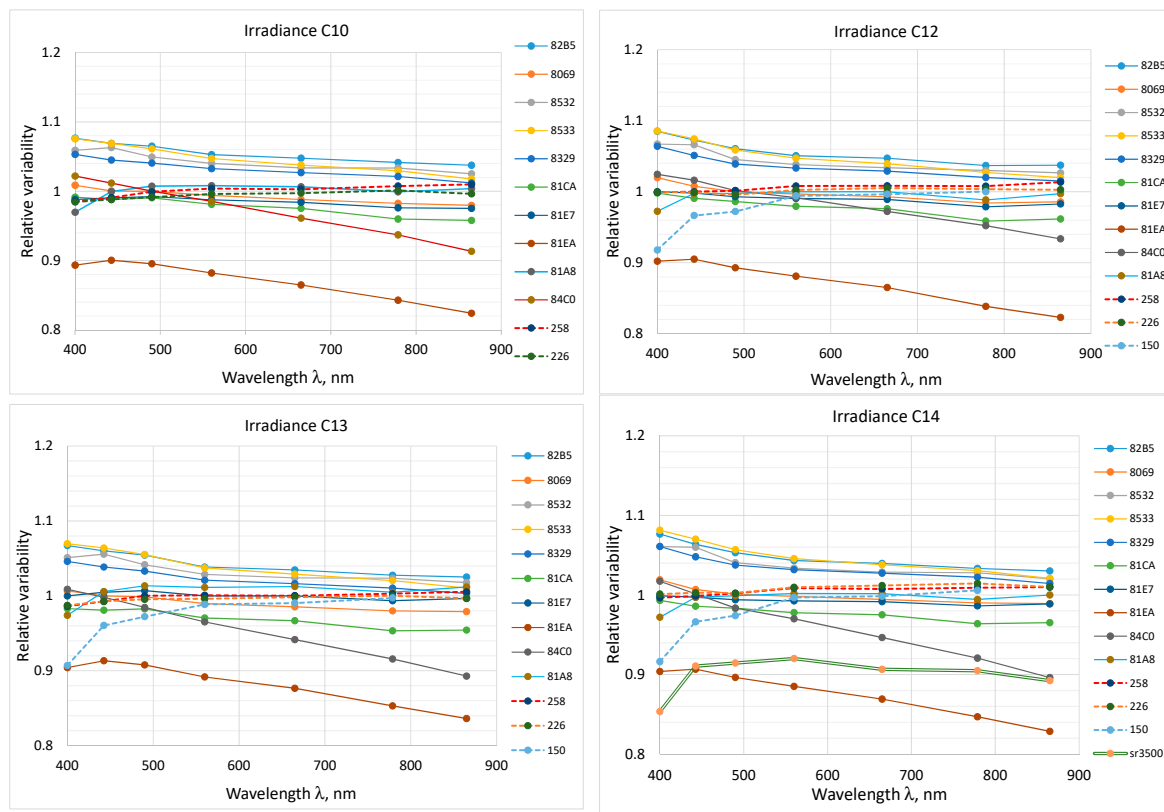 Irradiance C10
Relative variability
1.2
1.1
1
0.9
0.8
400 500 600 700 800 900
Wavelength λ, nm
82B5
8069
8532
8533
8329
81CA
81E7
81EA
81A8
84C0
258
226
Irradiance C12
Relative variability
1.2
1.1
1
0.9
0.8
400 500 600 700 800 900
Wavelength λ, nm
82B5
8069
8532
8533
8329
81CA
81E7
81EA
84C0
81A8
258
226
150
Irradiance C13
Relative variability
1.2
1.1
1
0.9
0.8
400 500 600 700 800 900
Wavelength λ, nm
82B5
8069
8532
8533
8329
81CA
81E7
81EA
84C0
81A8
258
226
150
Irradiance C14
Relative variability
1.2
1.1
1
0.9
0.8
400 500 600 700 800 900
Wavelength λ, nm
82B5
8069
8532
8533
8329
81CA
81E7
81EA
84C0
81A8
258
226
150
sr3500